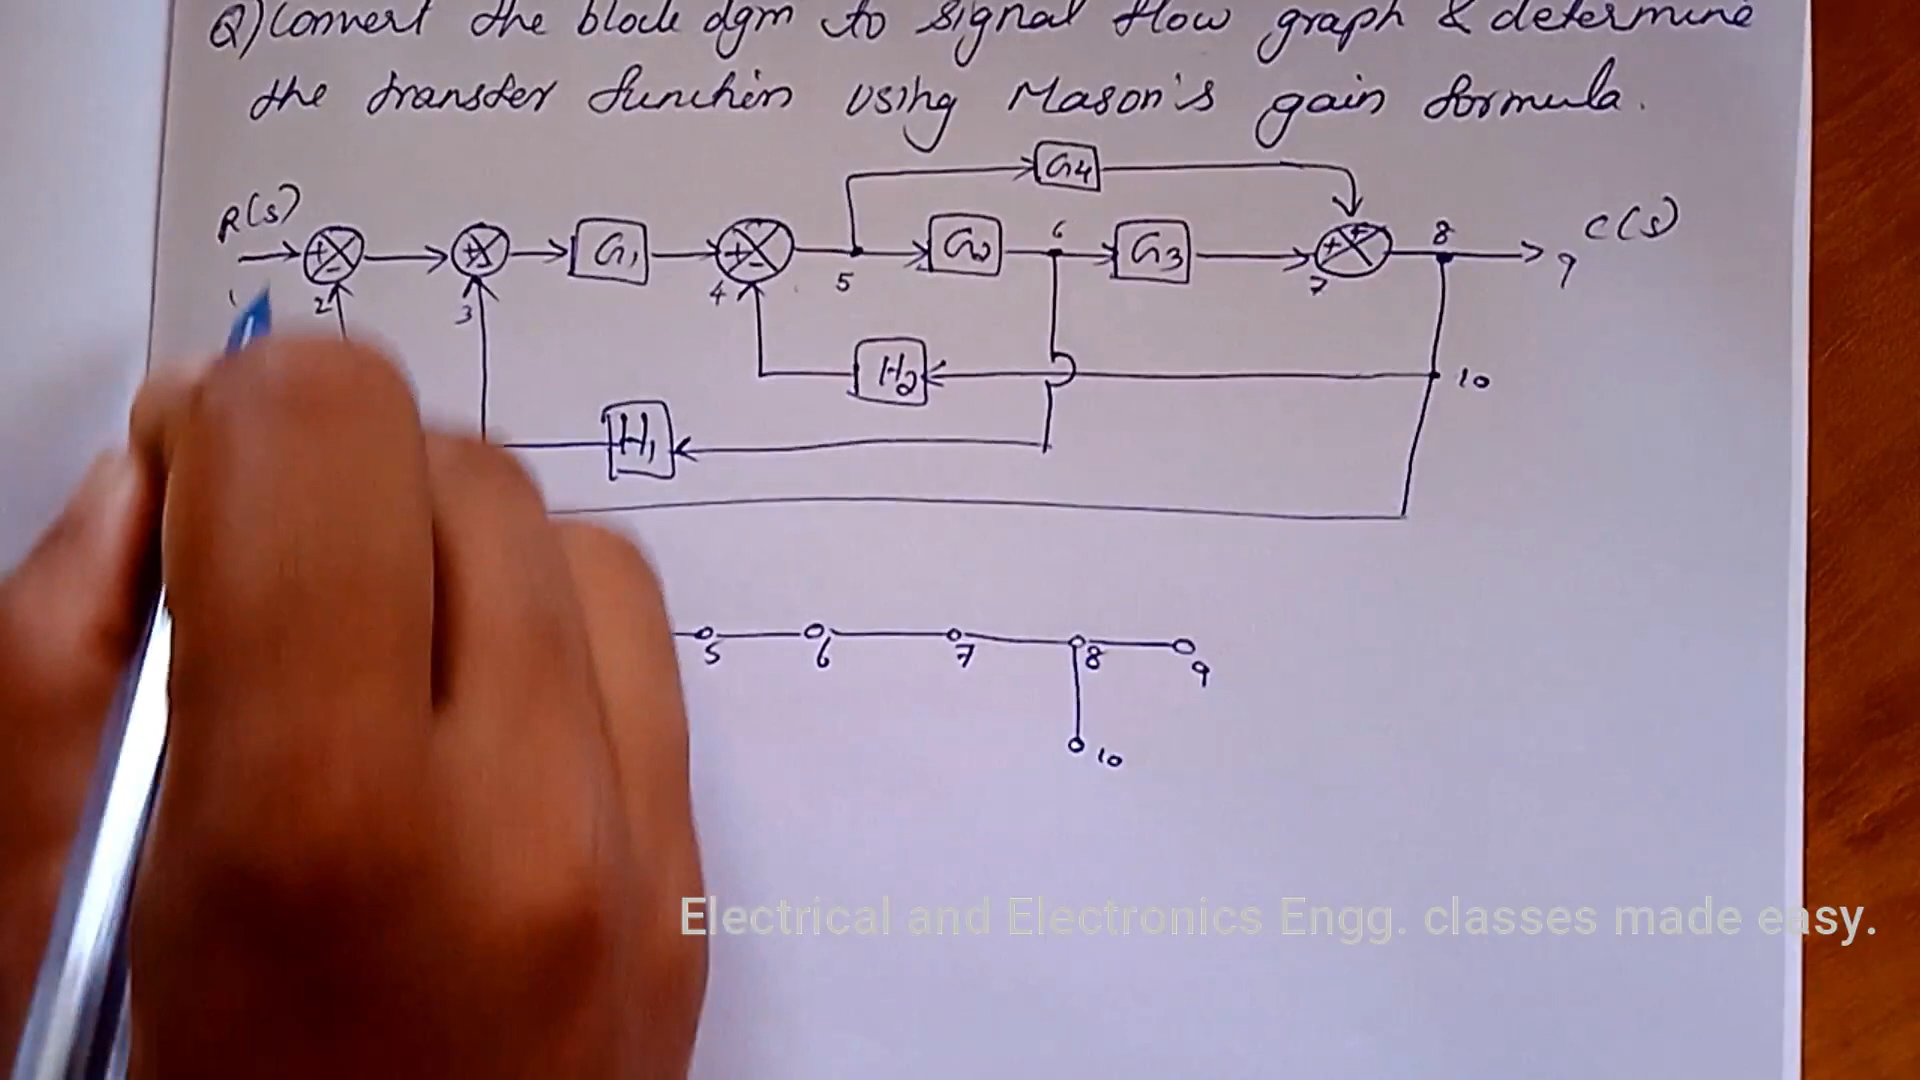 Q) Convert the block dgm to signal flow graph & determine
the transfer function using Mason's gain formula.
G4
R(s) C(s)
+ - + G1 + - G2 6 G3 + + 8 9
1 2 3 4 5 7
H2 10
H1
5 6 7 8 9
10
Electrical and Electronics Engg. classes made easy.